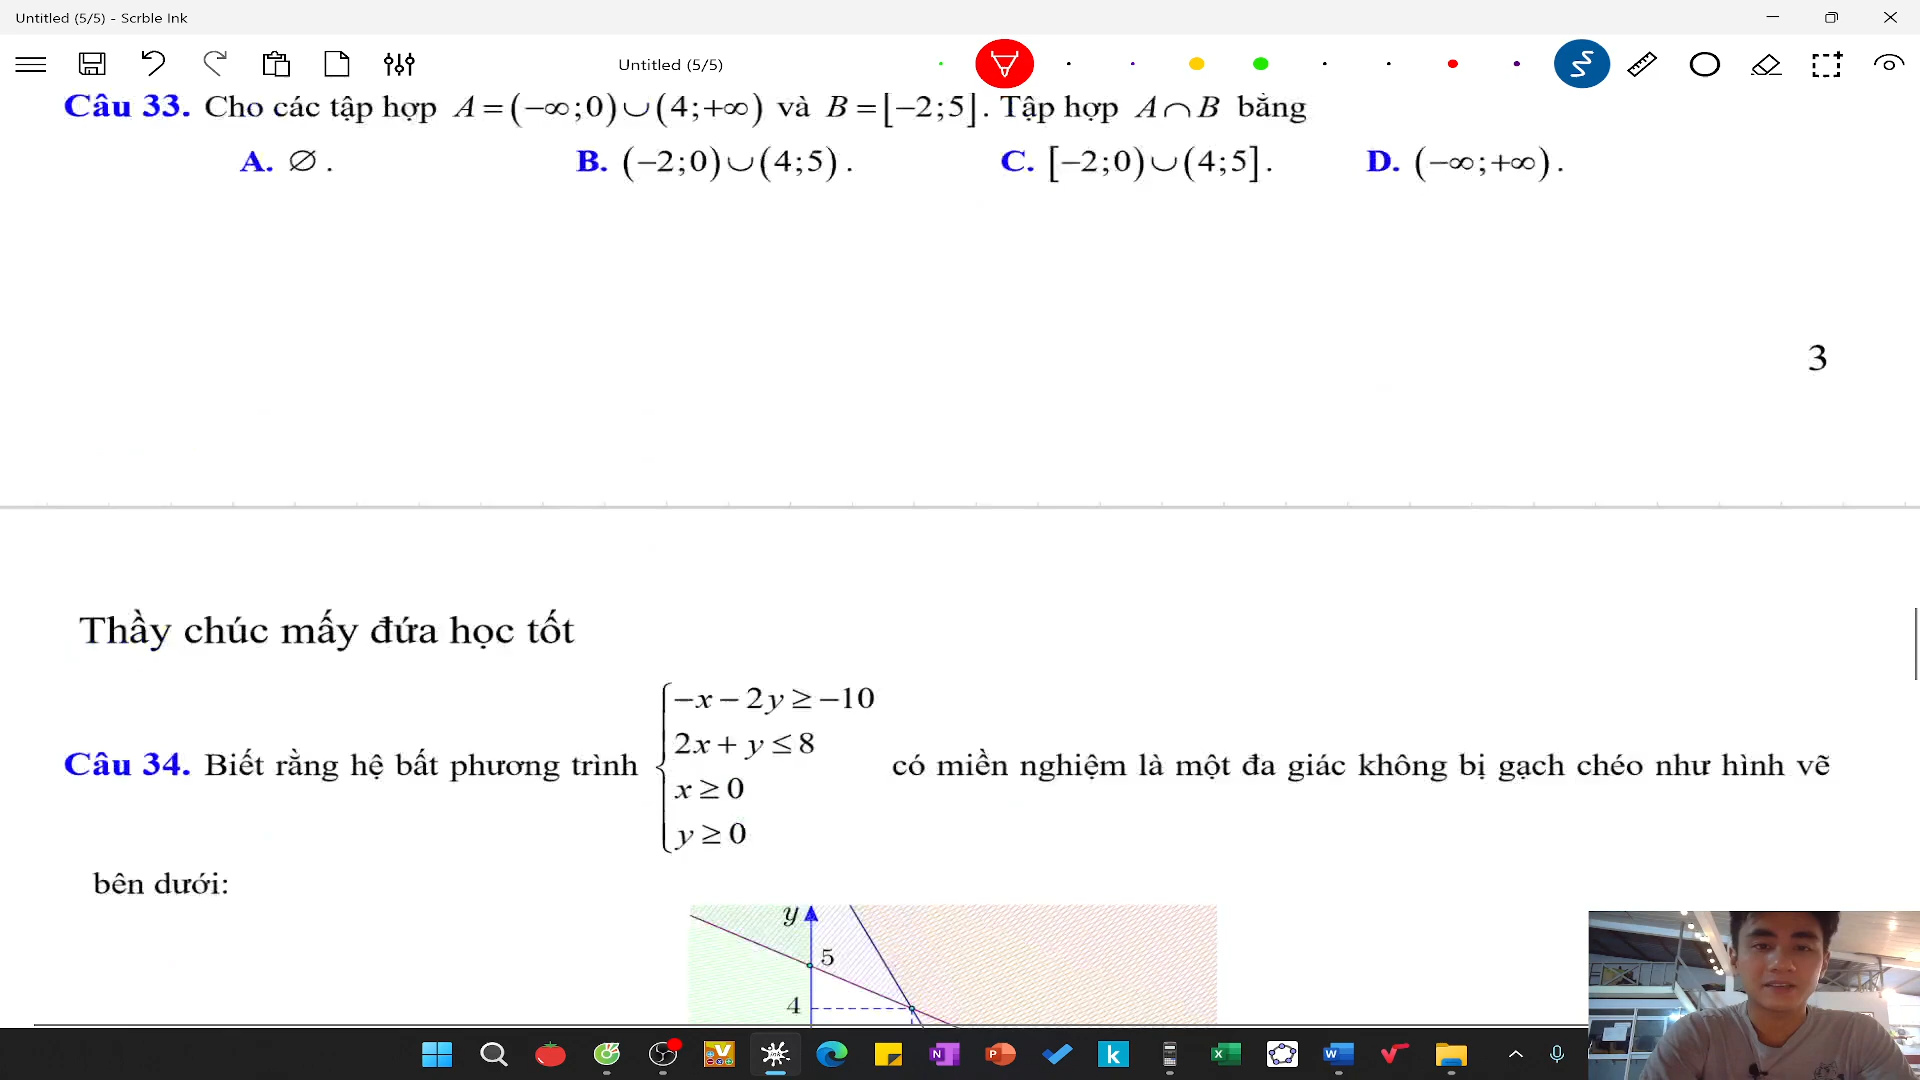 Untitled (5/5) - Scrble Ink
Untitled (5/5)
Câu 33. Cho các tập hợp A = (−∞;0)∪(4;+∞) và B = [−2;5]. Tập hợp A∩B bằng
A. ∅. B. (−2;0)∪(4;5). C. [−2;0)∪(4;5]. D. (−∞;+∞).
3
Thầy chúc mấy đứa học tốt
−x − 2y ≥ −10
2x + y ≤ 8
Câu 34. Biết rằng hệ bất phương trình có miền nghiệm là một đa giác không bị gạch chéo như hình vẽ
x ≥ 0
y ≥ 0
bên dưới:
y
5
4